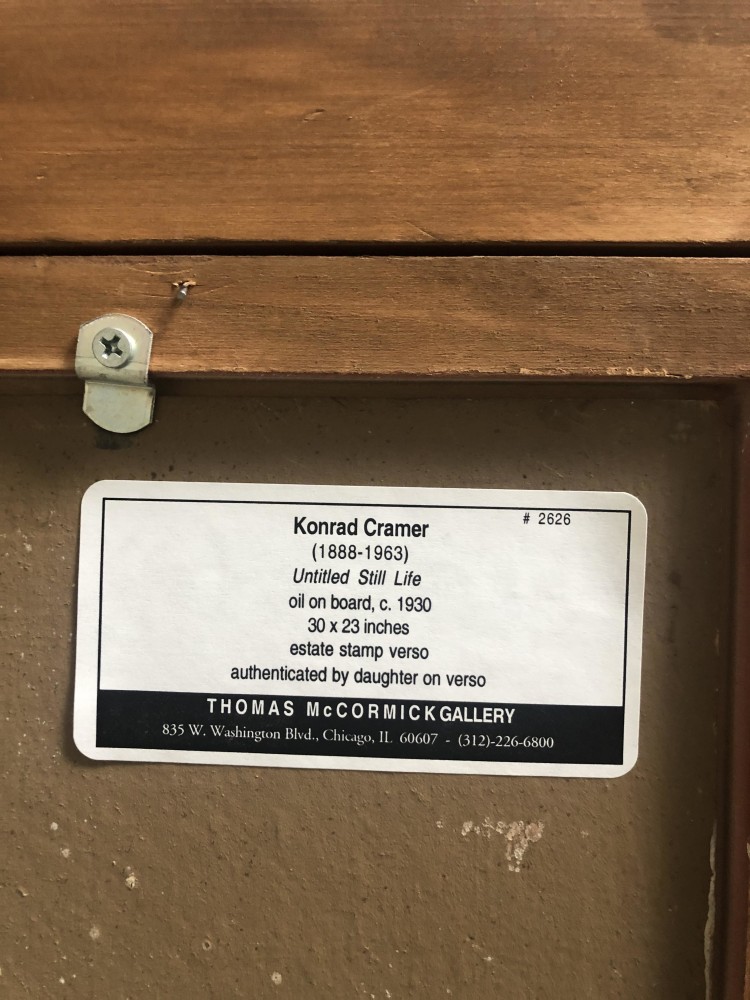 # 2626
Konrad Cramer
(1888-1963)
Untitled Still Life
oil on board, c. 1930
30 x 23 inches
estate stamp verso
authenticated by daughter on verso
THOMAS McCORMICK GALLERY
835 W. Washington Blvd., Chicago, IL 60607 - (312)-226-6800